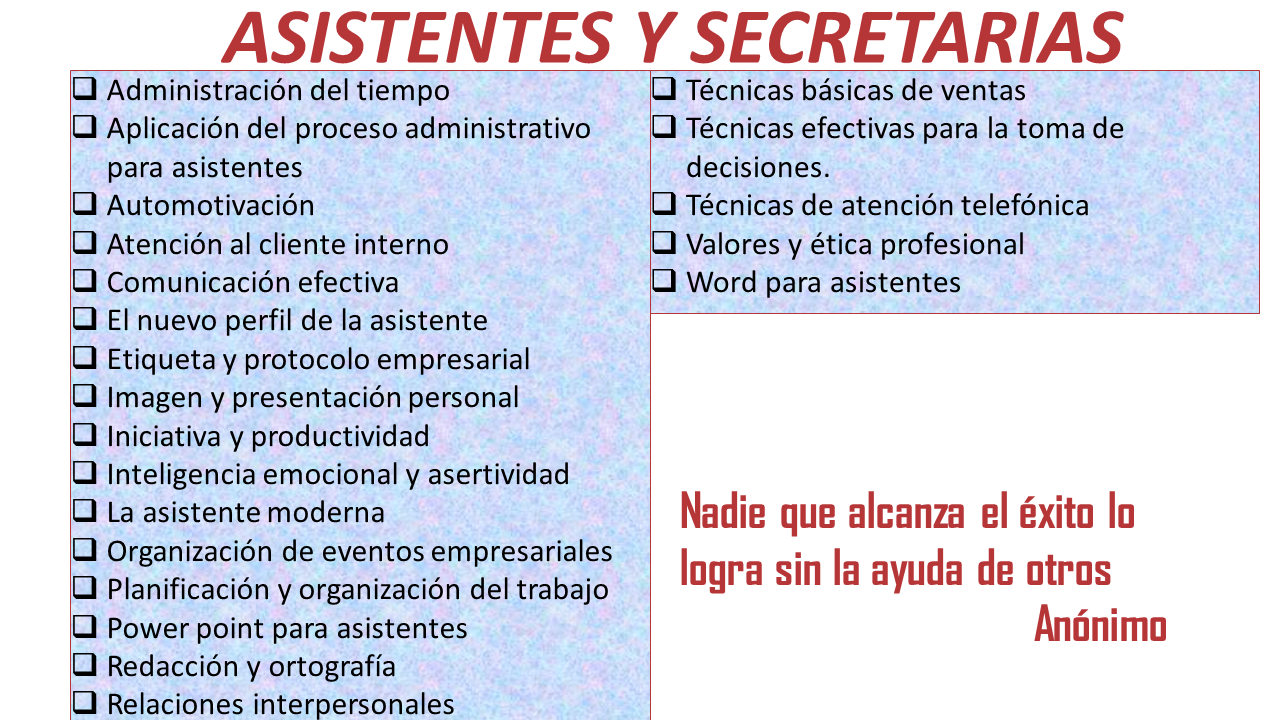 ASISTENTES Y SECRETARIAS
❑ Administración del tiempo
❑ Aplicación del proceso administrativo
para asistentes
❑ Automotivación
❑ Atención al cliente interno
❑ Comunicación efectiva
❑ El nuevo perfil de la asistente
❑ Etiqueta y protocolo empresarial
❑ Imagen y presentación personal
❑ Iniciativa y productividad
❑ Inteligencia emocional y asertividad
❑ La asistente moderna
❑ Organización de eventos empresariales
❑ Planificación y organización del trabajo
❑ Power point para asistentes
❑ Redacción y ortografía
❑ Relaciones interpersonales
❑ Técnicas básicas de ventas
❑ Técnicas efectivas para la toma de
decisiones.
❑ Técnicas de atención telefónica
❑ Valores y ética profesional
❑ Word para asistentes
Nadie que alcanza el éxito lo
logra sin la ayuda de otros
Anónimo